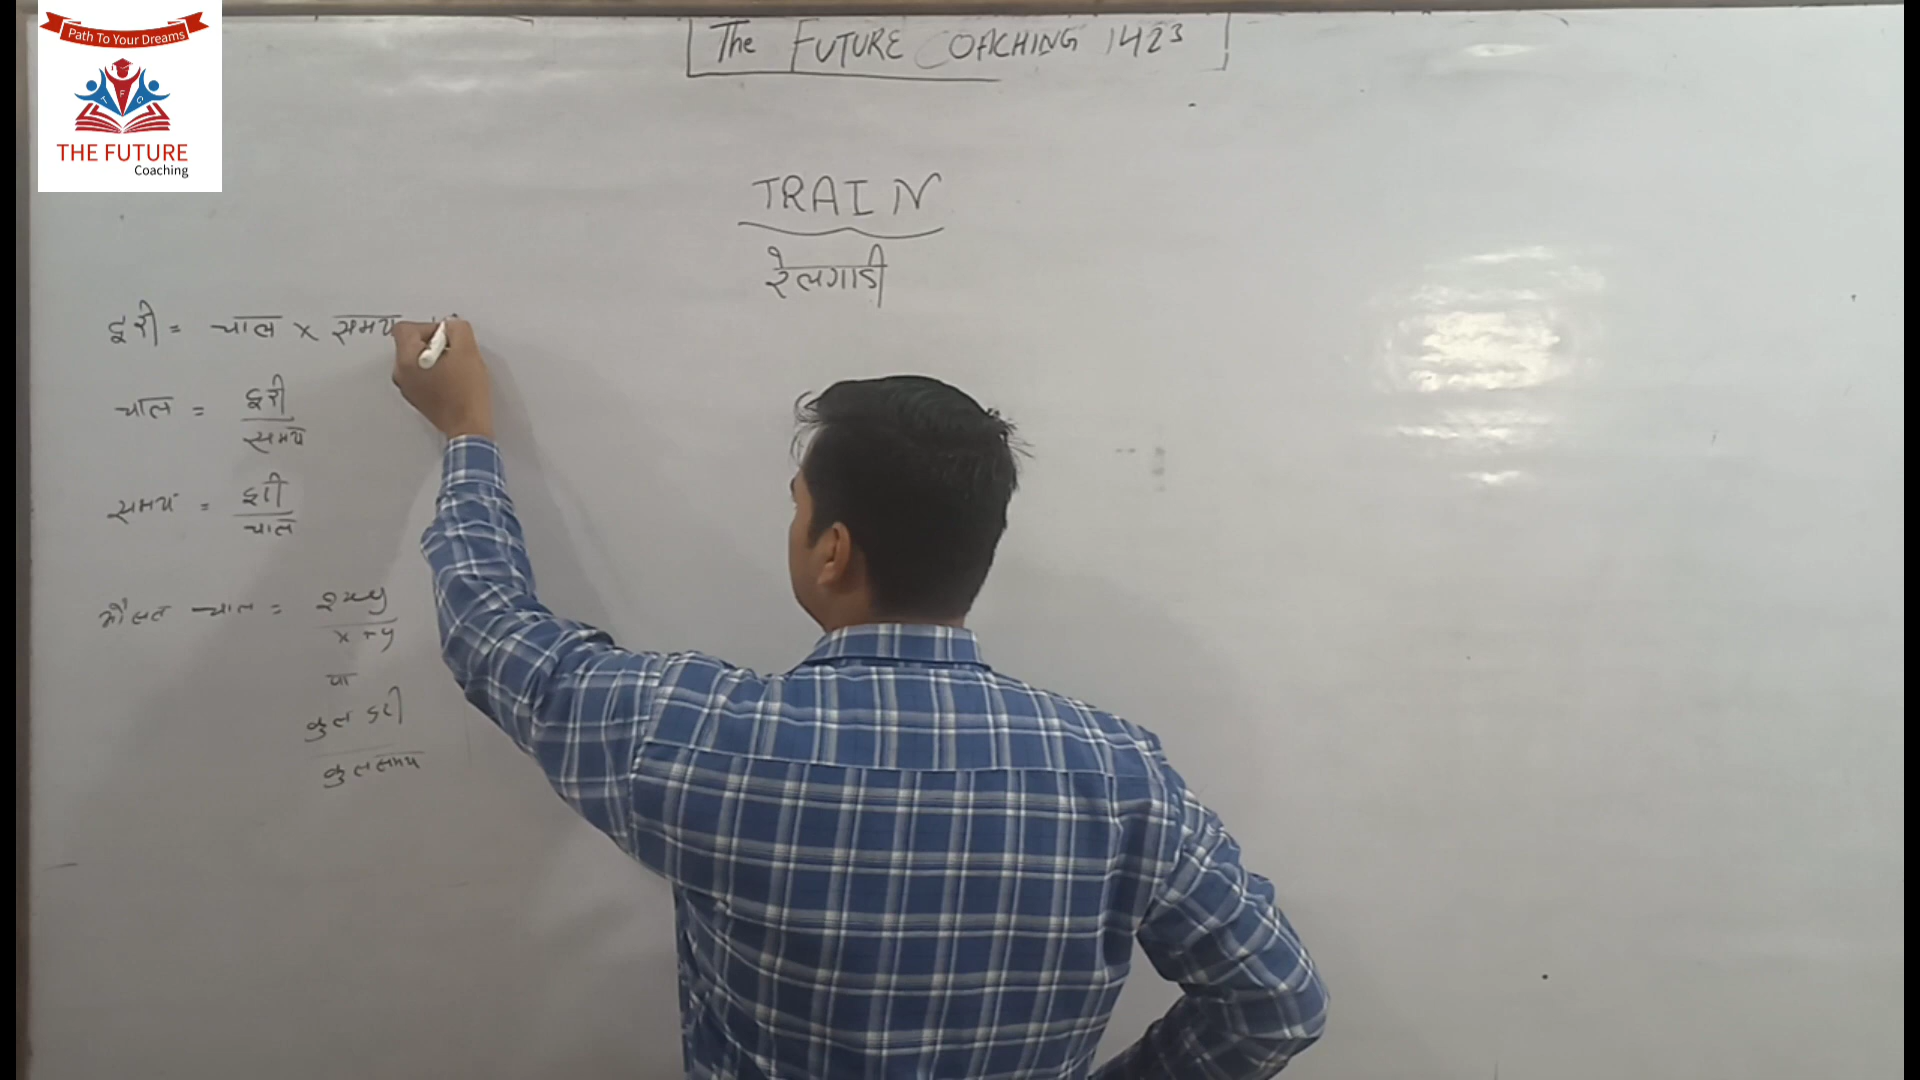 Path To Your Dreams
T F C
THE FUTURE
Coaching
The FUTURE COACHING 1423
TRAIN
रेलगाडी
दूरी = चाल × समय
चाल = दूरी
समय
समय = दूरी
चाल
औसत चाल = 2xy
x + y
या
कुल दूरी
कुल समय